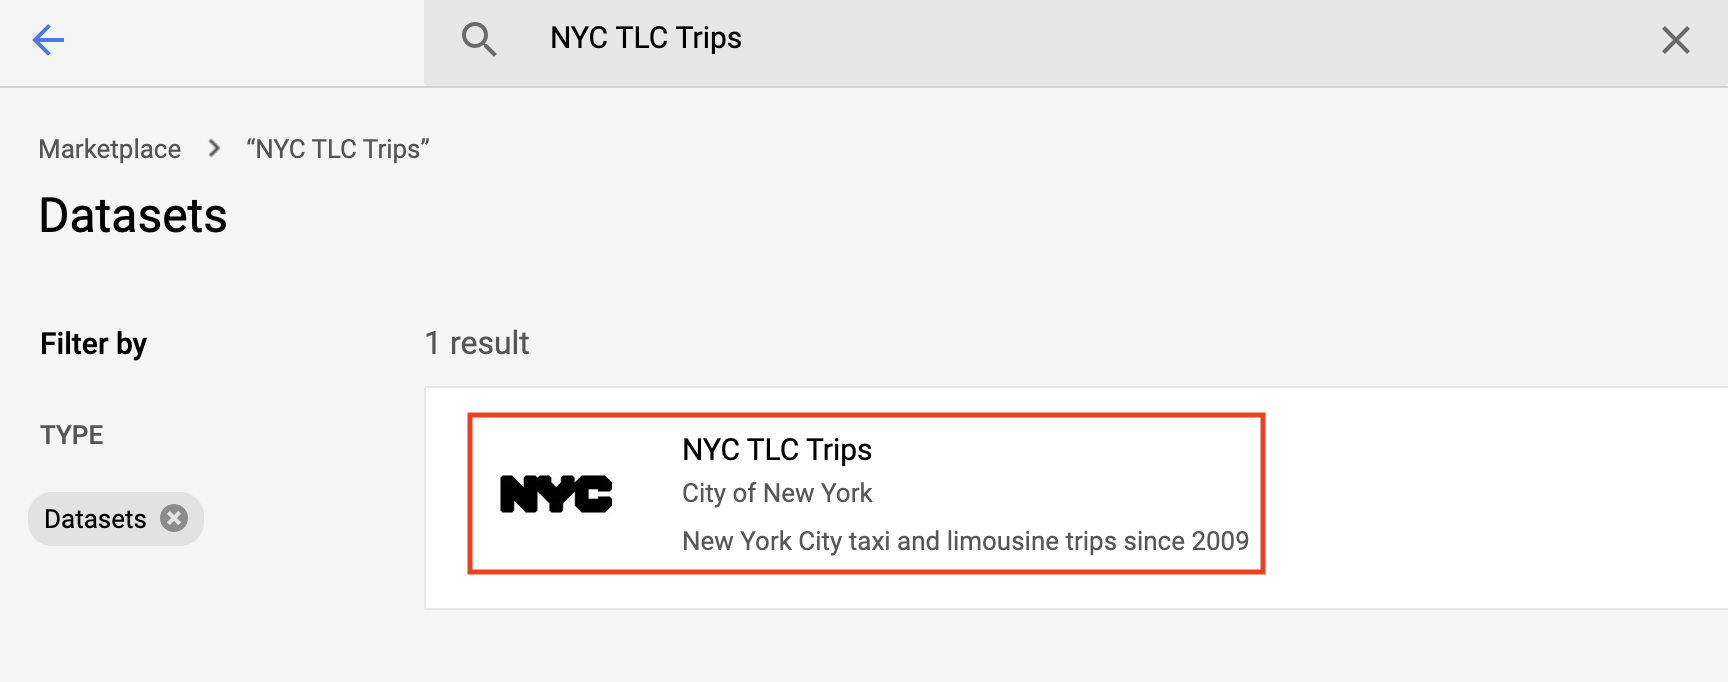 NYC TLC Trips
Marketplace
“NYC TLC Trips”
Datasets
Filter by
1 result
TYPE
Datasets
NYC
NYC TLC Trips
City of New York
New York City taxi and limousine trips since 2009